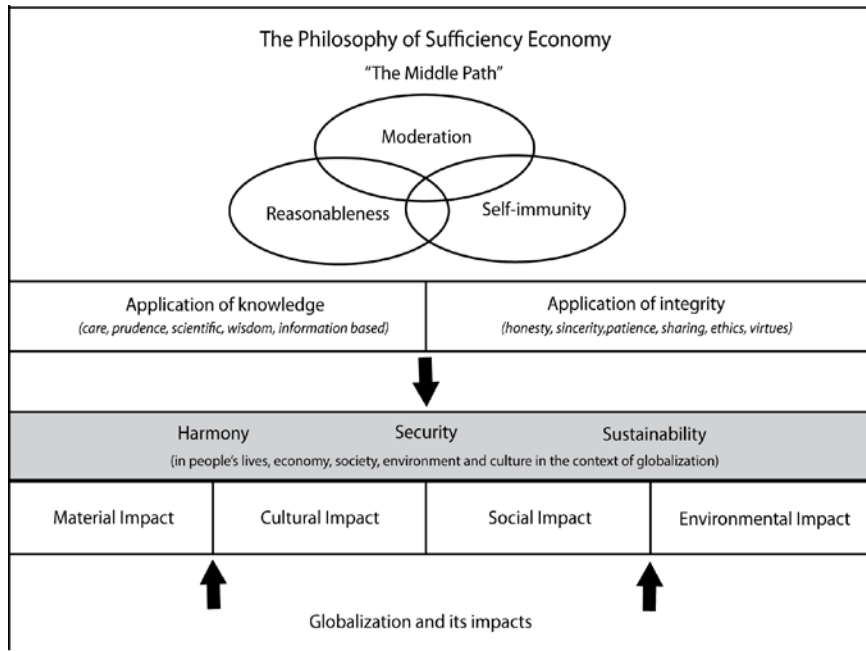 The Philosophy of Sufficiency Economy
"The Middle Path"
Moderation
Reasonableness
Self-immunity
Application of knowledge
(care, prudence, scientific, wisdom, information based)
Application of integrity
(honesty, sincerity,patience, sharing, ethics, virtues)
Harmony Security Sustainability
(in people's lives, economy, society, environment and culture in the context of globalization)
Material Impact Cultural Impact Social Impact Environmental Impact
Globalization and its impacts